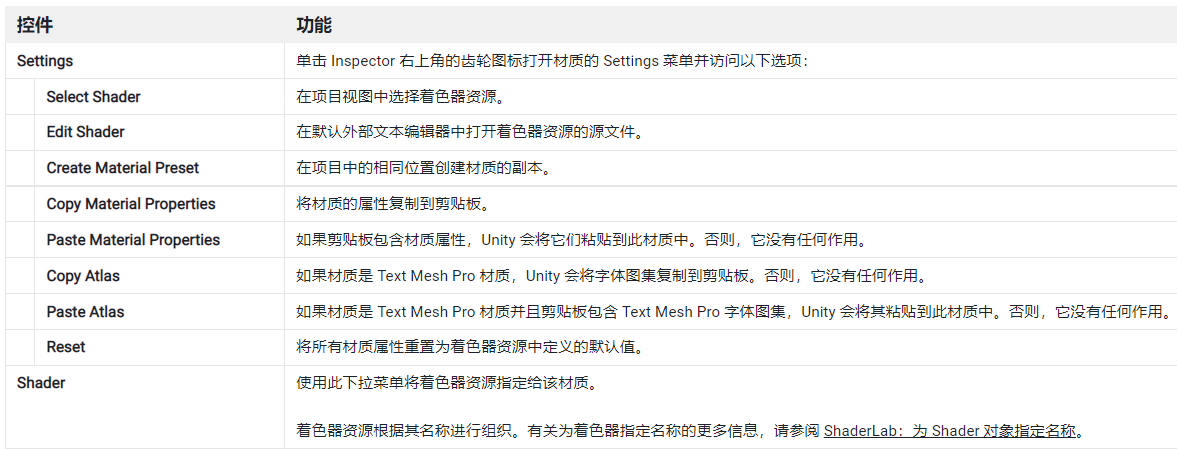 控件 功能
Settings 单击 Inspector 右上角的齿轮图标打开材质的 Settings 菜单并访问以下选项：
Select Shader 在项目视图中选择着色器资源。
Edit Shader 在默认外部文本编辑器中打开着色器资源的源文件。
Create Material Preset 在项目中的相同位置创建材质的副本。
Copy Material Properties 将材质的属性复制到剪贴板。
Paste Material Properties 如果剪贴板包含材质属性，Unity 会将它们粘贴到此材质中。否则，它没有任何作用。
Copy Atlas 如果材质是 Text Mesh Pro 材质，Unity 会将字体图集复制到剪贴板。否则，它没有任何作用。
Paste Atlas 如果材质是 Text Mesh Pro 材质并且剪贴板包含 Text Mesh Pro 字体图集，Unity 会将其粘贴到此材质中。否则，它没有任何作用。
Reset 将所有材质属性重置为着色器资源中定义的默认值。
Shader 使用此下拉菜单将着色器资源指定给该材质。
着色器资源根据其名称进行组织。有关为着色器指定名称的更多信息，请参阅 ShaderLab：为 Shader 对象指定名称。